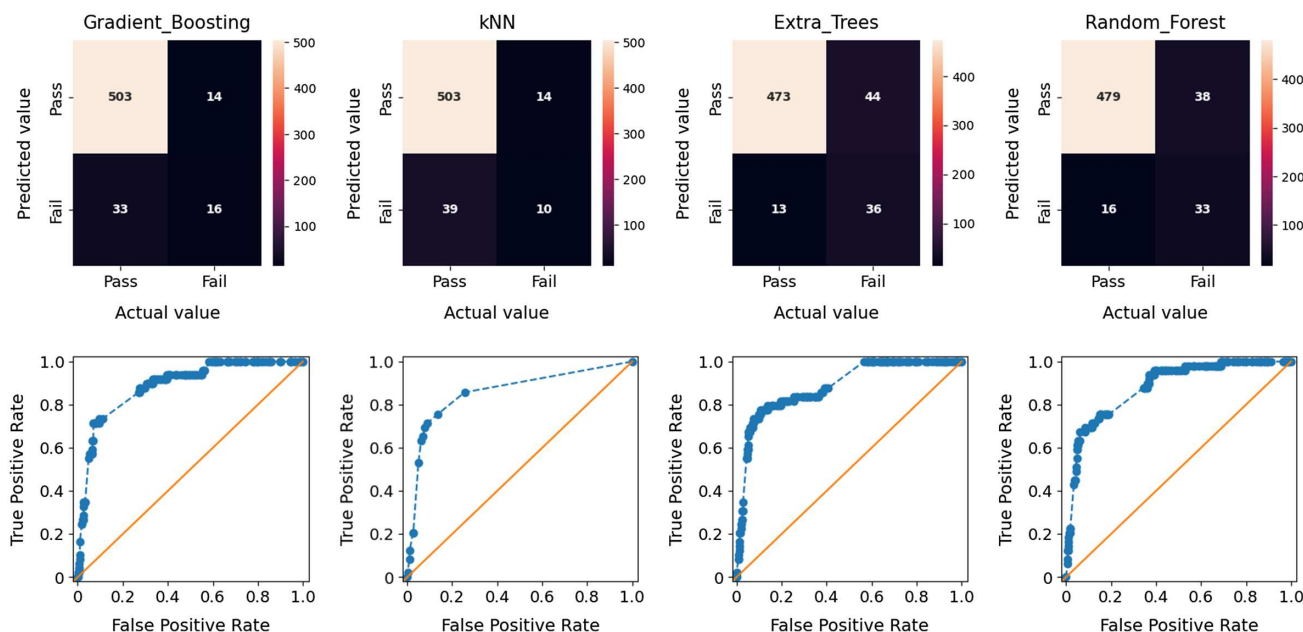 Gradient_Boosting
Predicted value
Pass
Fail
503
14
33
16
500
400
300
200
100
Pass
Fail
Actual value
kNN
Predicted value
Pass
Fail
503
14
39
10
500
400
300
200
100
Pass
Fail
Actual value
Extra_Trees
Predicted value
Pass
Fail
473
44
13
36
400
300
200
100
Pass
Fail
Actual value
Random_Forest
Predicted value
Pass
Fail
479
38
16
33
400
300
200
100
Pass
Fail
Actual value
True Positive Rate
1.0
0.8
0.6
0.4
0.2
0
0 0.2 0.4 0.6 0.8 1.0
False Positive Rate
True Positive Rate
1.0
0.8
0.6
0.4
0.2
0
0 0.2 0.4 0.6 0.8 1.0
False Positive Rate
True Positive Rate
1.0
0.8
0.6
0.4
0.2
0
0 0.2 0.4 0.6 0.8 1.0
False Positive Rate
True Positive Rate
1.0
0.8
0.6
0.4
0.2
0
0 0.2 0.4 0.6 0.8 1.0
False Positive Rate